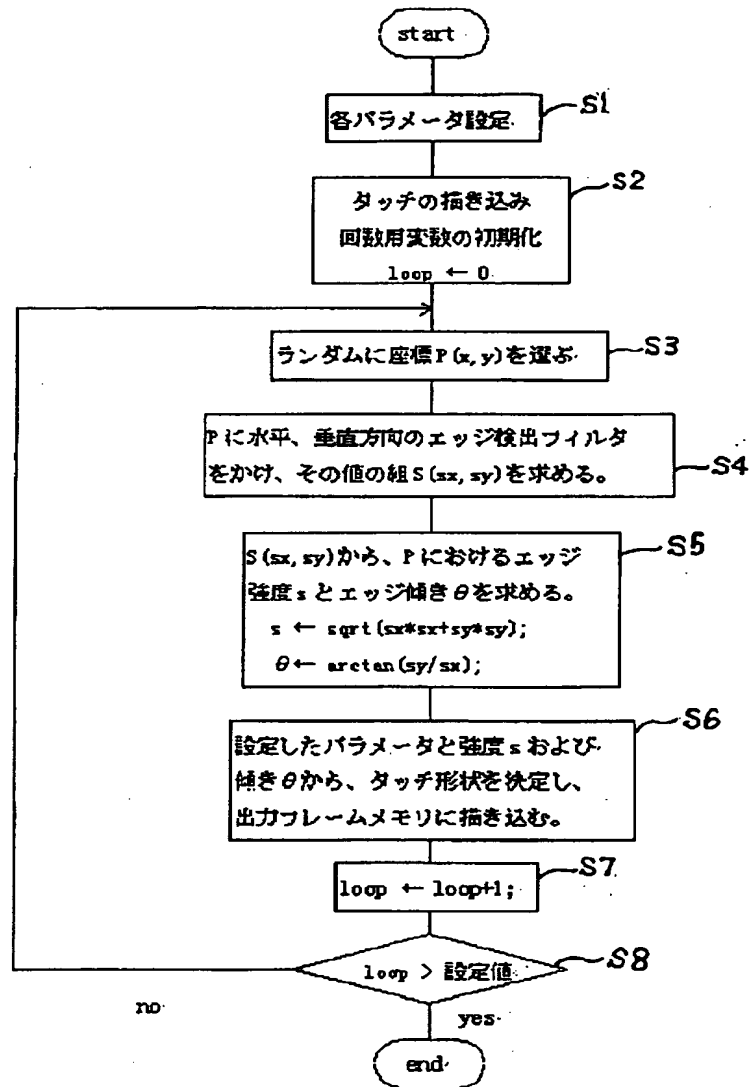 start
各パラメータ設定
S1
タッチの描き込み
回数用変数の初期化
loop ← 0
S2
ランダムに座標P(x,y)を選ぶ
S3
Pに水平、垂直方向のエッジ検出フィルタ
をかけ、その値の組S(sx,sy)を求める。
S4
S(sx,sy)から、Pにおけるエッジ
強度sとエッジ傾きθを求める。
s ← sqrt(sx*sx+sy*sy);
θ← arctan(sy/sx);
S5
設定したパラメータと強度sおよび
傾きθから、タッチ形状を決定し、
出力フレームメモリに描き込む。
S6
loop ← loop+1;
S7
loop > 設定値
S8
no
yes
end